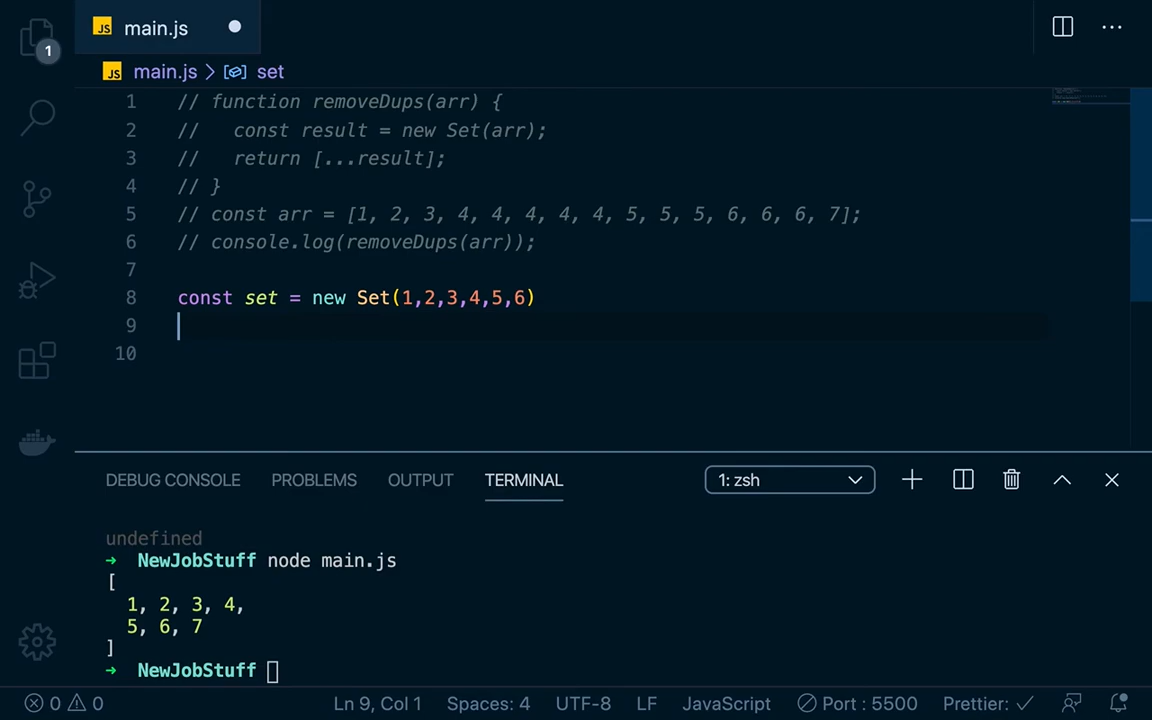 JS main.js
1
JS main.js > set
1 // function removeDups(arr) {
2 //   const result = new Set(arr);
3 //   return [...result];
4 // }
5 // const arr = [1, 2, 3, 4, 4, 4, 4, 4, 5, 5, 5, 6, 6, 6, 7];
6 // console.log(removeDups(arr));
7
8 const set = new Set(1,2,3,4,5,6)
9
10
DEBUG CONSOLE PROBLEMS OUTPUT TERMINAL 1: zsh
undefined
→ NewJobStuff node main.js
[
1, 2, 3, 4,
5, 6, 7
]
→ NewJobStuff
0 0 Ln 9, Col 1 Spaces: 4 UTF-8 LF JavaScript Port : 5500 Prettier: ✓